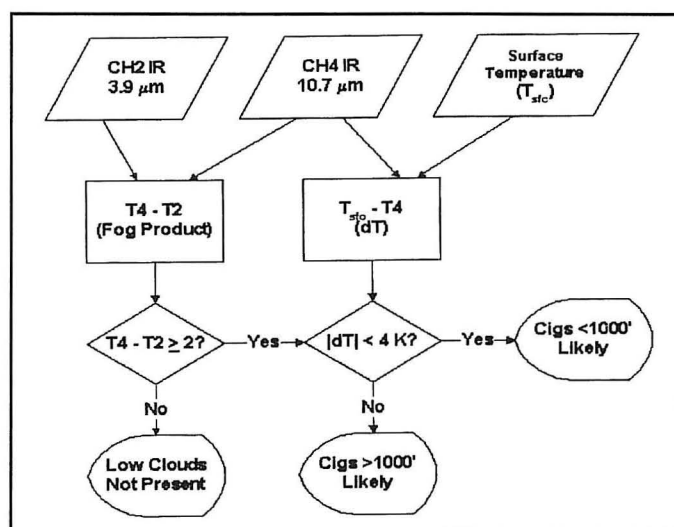 CH2 IR
3.9 μm
CH4 IR
10.7 μm
Surface
Temperature
(Tsfc)
T4 - T2
(Fog Product)
Tsfc - T4
(dT)
T4 - T2 ≥ 2?
Yes
|dT| < 4 K?
Yes
Cigs <1000'
Likely
No
No
Low Clouds
Not Present
Cigs >1000'
Likely